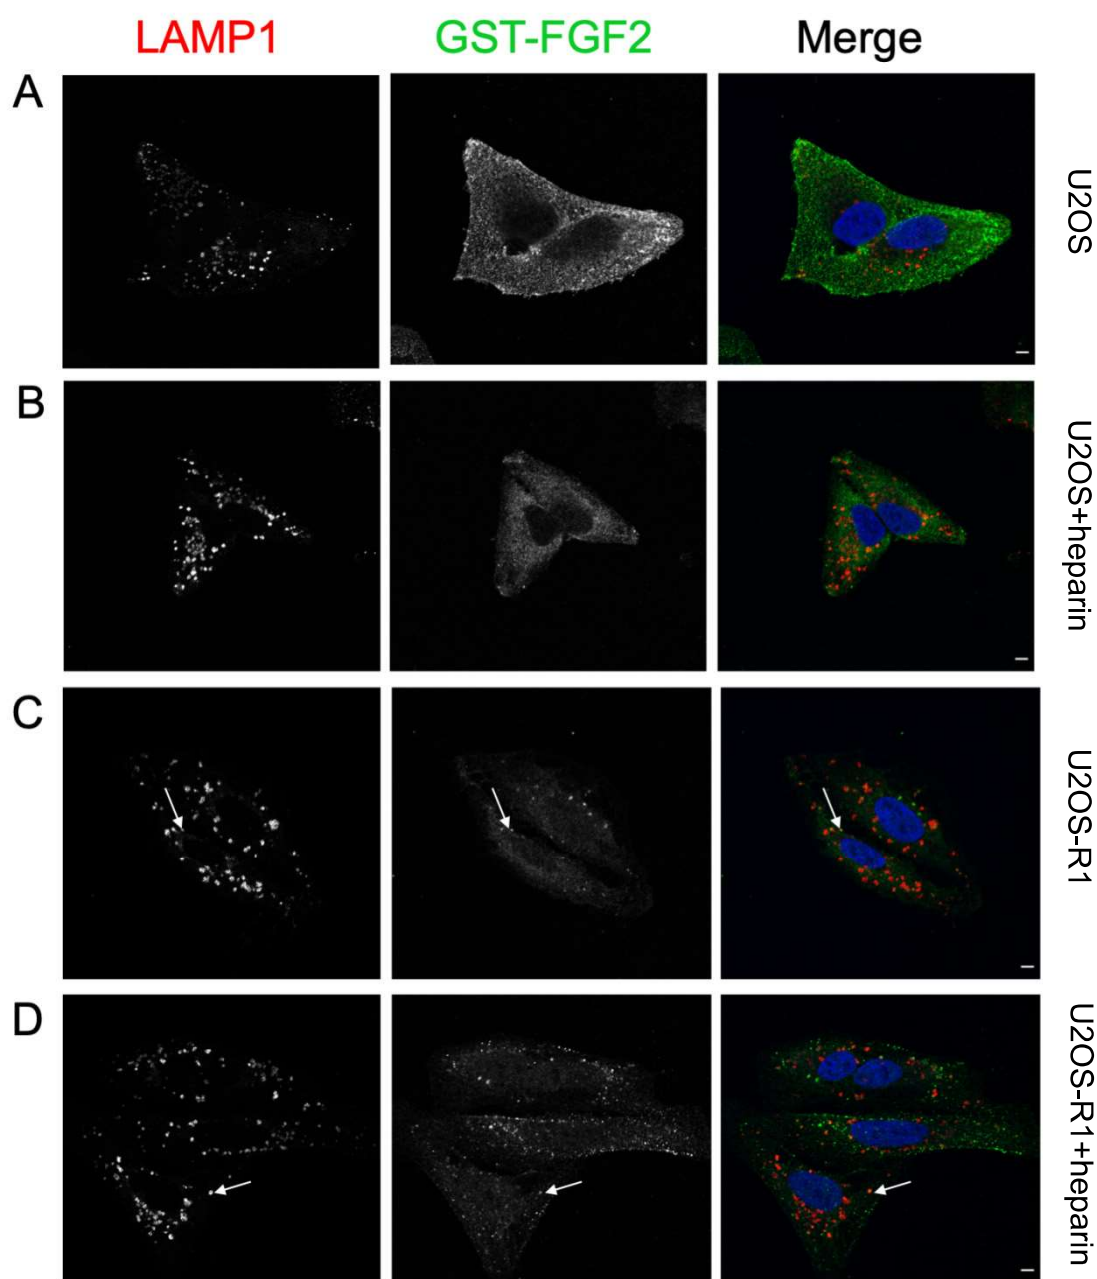 LAMP1 GST-FGF2 Merge
A
U2OS
B
U2OS+heparin
C
U2OS-R1
D
U2OS-R1+heparin